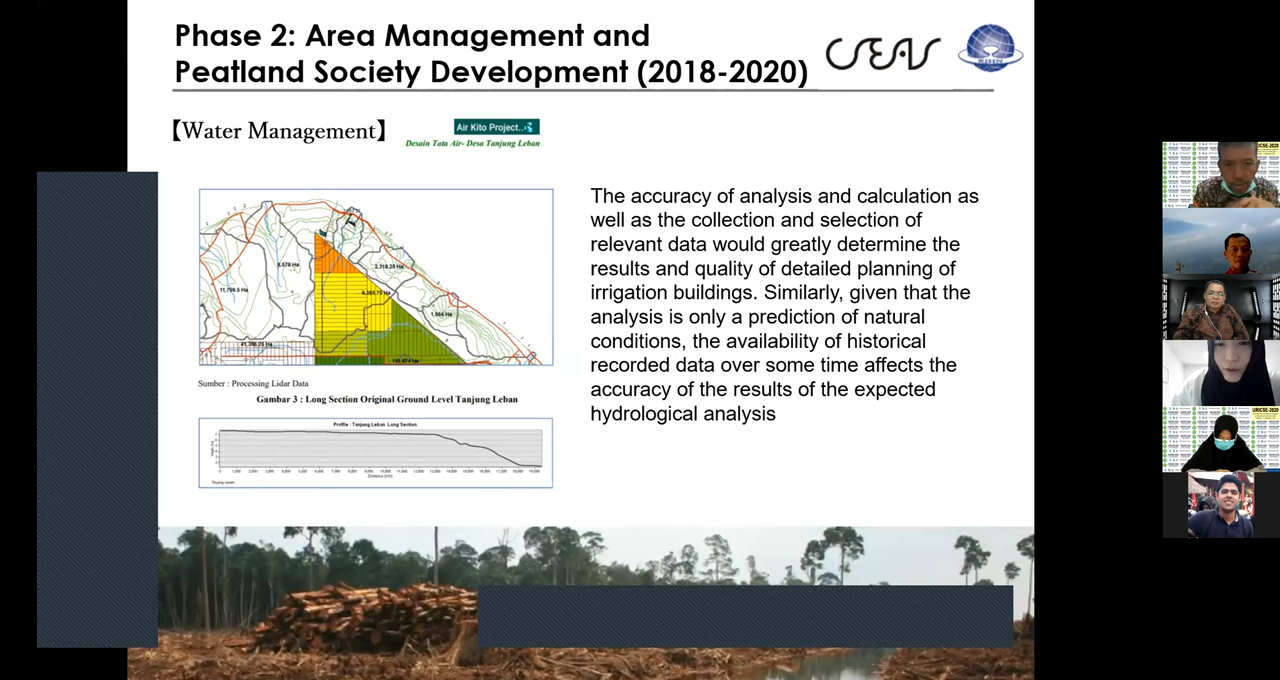 Phase 2: Area Management and
Peatland Society Development (2018-2020)
CSEAS
【Water Management】
Air Kito Project..
Desain Tata Air- Desa Tanjung Leban
The accuracy of analysis and calculation as
well as the collection and selection of
relevant data would greatly determine the
results and quality of detailed planning of
irrigation buildings. Similarly, given that the
analysis is only a prediction of natural
conditions, the availability of historical
recorded data over some time affects the
accuracy of the results of the expected
hydrological analysis
Sumber : Processing Lidar Data
Gambar 3 : Long Section Original Ground Level Tanjung Leban
Profile : Tanjung Leban Long Section
URICSE-2020